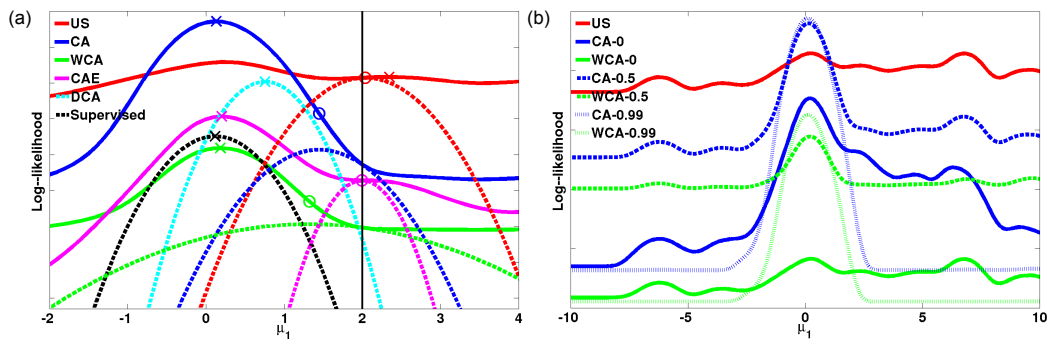 (a)
US
CA
WCA
CAE
DCA
Supervised
Log-likelihood
-2
-1
0
1
2
3
4
μ1
(b)
US
CA-0
WCA-0
CA-0.5
WCA-0.5
CA-0.99
WCA-0.99
Log-likelihood
-10
-5
0
5
10
μ1